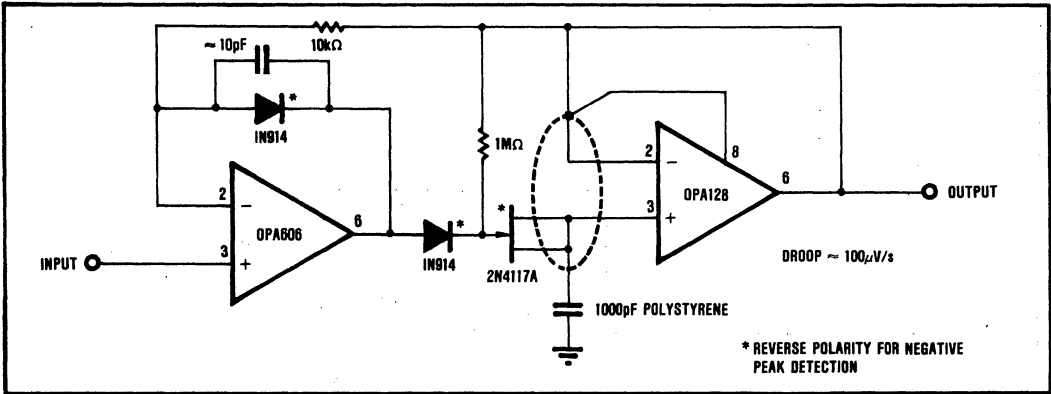 ≈ 10pF
10kΩ
IN914
*
1MΩ
2
3
6
OPA606
INPUT
IN914
*
*
2N4117A
2
3
8
6
OPA128
OUTPUT
DROOP ≈ 100µV/s
1000pF POLYSTYRENE
* REVERSE POLARITY FOR NEGATIVE
PEAK DETECTION